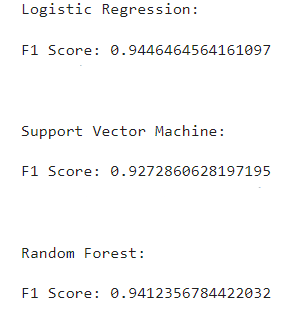 Logistic Regression:
F1 Score: 0.9446464564161097
Support Vector Machine:
F1 Score: 0.9272860628197195
Random Forest:
F1 Score: 0.9412356784422032